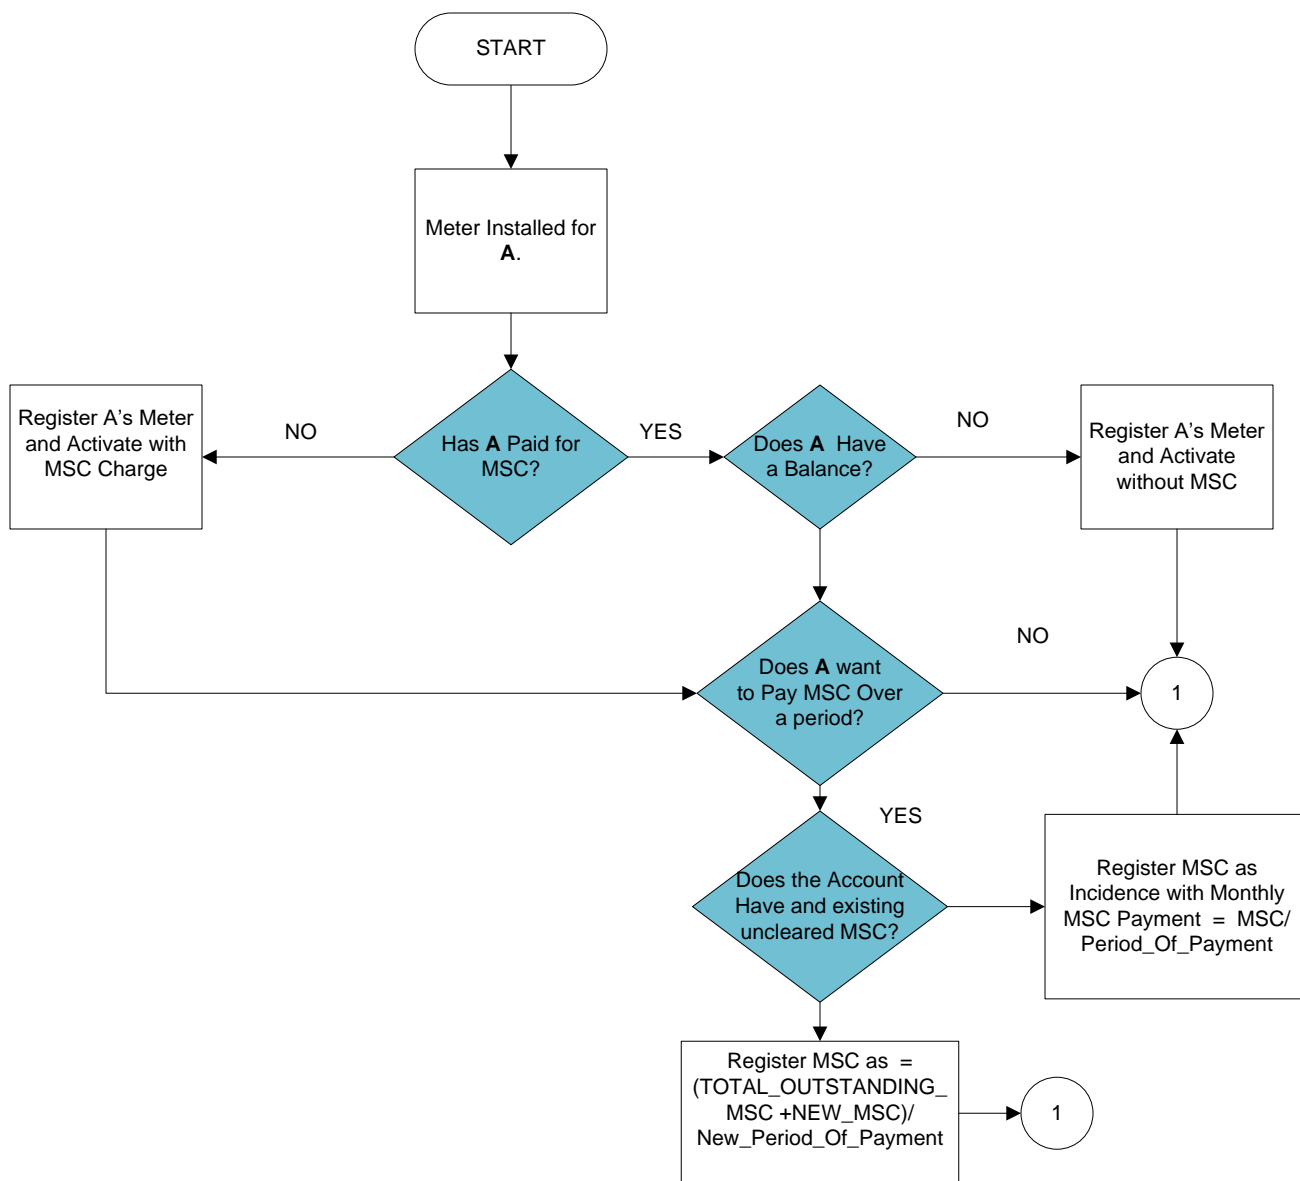 START
Meter Installed for
A.
Register A's Meter
and Activate with
MSC Charge
NO
Has A Paid for
MSC?
YES
Does A Have
a Balance?
NO
Register A's Meter
and Activate
without MSC
Does A want
to Pay MSC Over
a period?
NO
1
YES
Does the Account
Have and existing
uncleared MSC?
Register MSC as
Incidence with Monthly
MSC Payment = MSC/
Period_Of_Payment
Register MSC as =
(TOTAL_OUTSTANDING_
MSC +NEW_MSC)/
New_Period_Of_Payment
1